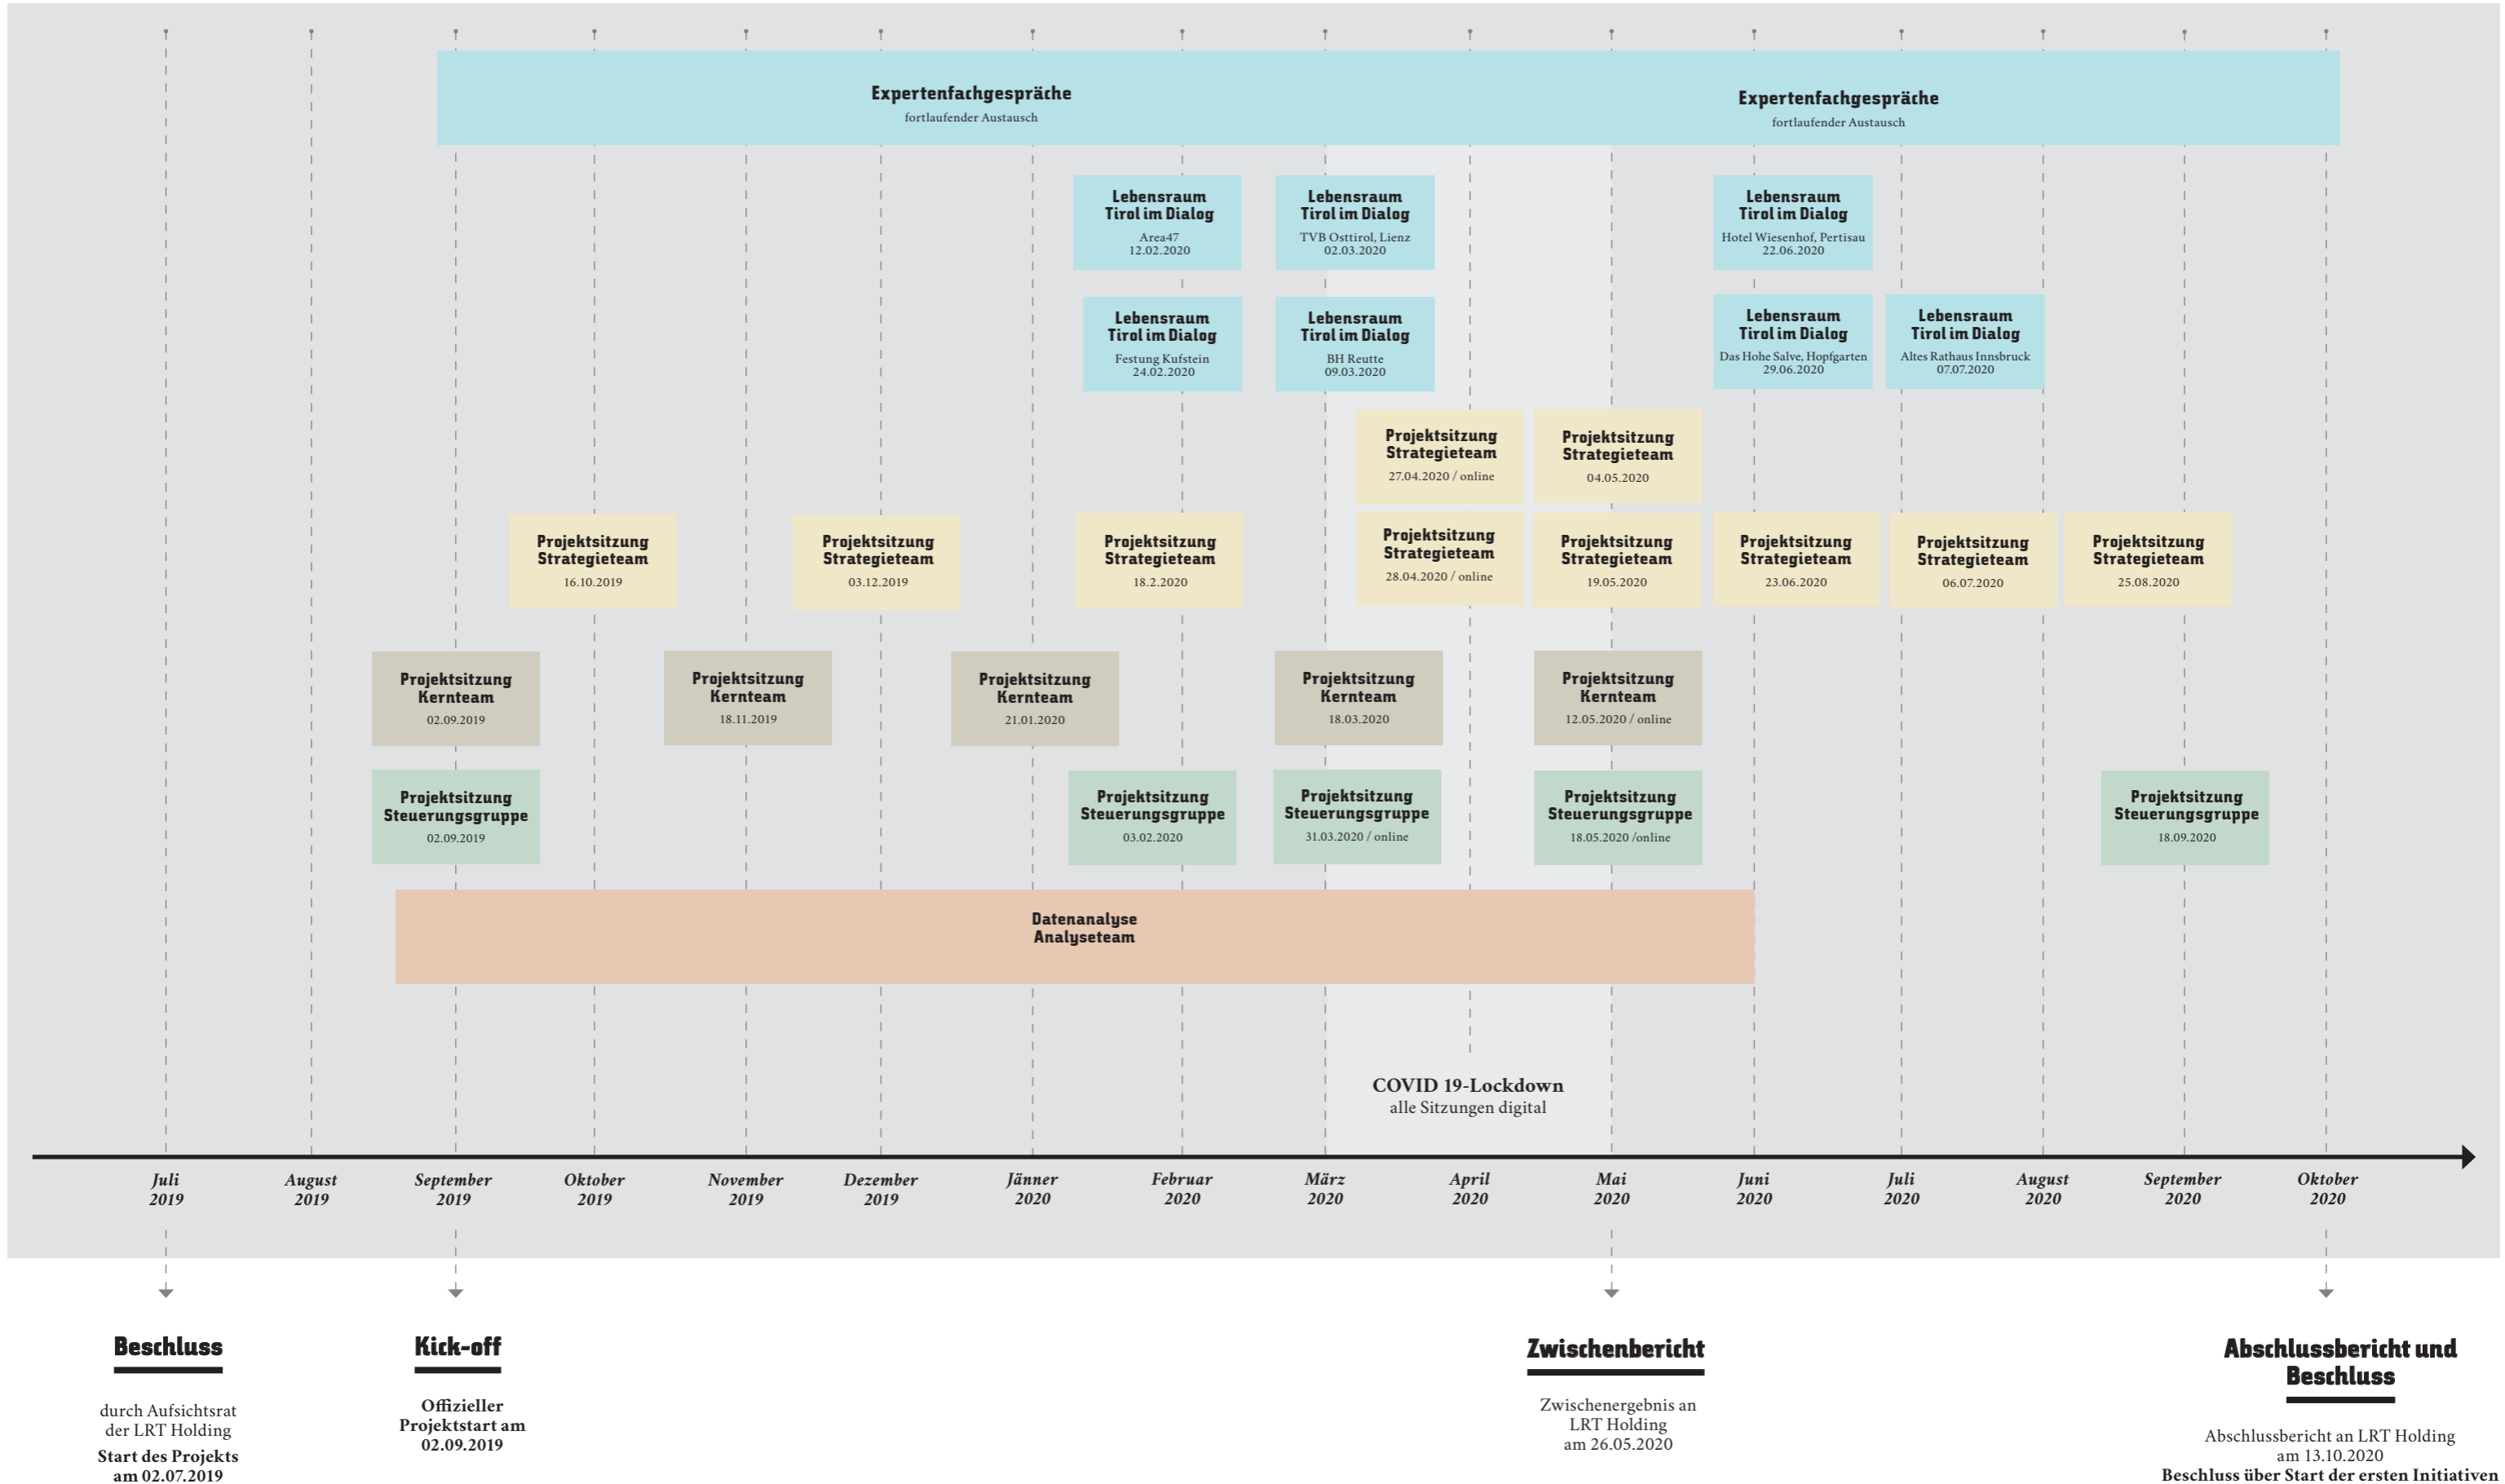 Expertenfachgespräche
fortlaufender Austausch
Expertenfachgespräche
fortlaufender Austausch
Lebensraum
Tirol im Dialog
Area47
12.02.2020
Lebensraum
Tirol im Dialog
TVB Osttirol, Lienz
02.03.2020
Lebensraum
Tirol im Dialog
Hotel Wiesenhof, Pertisau
22.06.2020
Lebensraum
Tirol im Dialog
Festung Kufstein
24.02.2020
Lebensraum
Tirol im Dialog
BH Reutte
09.03.2020
Lebensraum
Tirol im Dialog
Das Hohe Salve, Hopfgarten
29.06.2020
Lebensraum
Tirol im Dialog
Altes Rathaus Innsbruck
07.07.2020
Projektsitzung
Strategieteam
27.04.2020 / online
Projektsitzung
Strategieteam
04.05.2020
Projektsitzung
Strategieteam
16.10.2019
Projektsitzung
Strategieteam
03.12.2019
Projektsitzung
Strategieteam
18.2.2020
Projektsitzung
Strategieteam
28.04.2020 / online
Projektsitzung
Strategieteam
19.05.2020
Projektsitzung
Strategieteam
23.06.2020
Projektsitzung
Strategieteam
06.07.2020
Projektsitzung
Strategieteam
25.08.2020
Projektsitzung
Kernteam
02.09.2019
Projektsitzung
Kernteam
18.11.2019
Projektsitzung
Kernteam
21.01.2020
Projektsitzung
Kernteam
18.03.2020
Projektsitzung
Kernteam
12.05.2020 / online
Projektsitzung
Steuerungsgruppe
02.09.2019
Projektsitzung
Steuerungsgruppe
03.02.2020
Projektsitzung
Steuerungsgruppe
31.03.2020 / online
Projektsitzung
Steuerungsgruppe
18.05.2020 /online
Projektsitzung
Steuerungsgruppe
18.09.2020
Datenanalyse
Analyseteam
COVID 19-Lockdown
alle Sitzungen digital
Juli
2019
August
2019
September
2019
Oktober
2019
November
2019
Dezember
2019
Jänner
2020
Februar
2020
März
2020
April
2020
Mai
2020
Juni
2020
Juli
2020
August
2020
September
2020
Oktober
2020
Beschluss
durch Aufsichtsrat
der LRT Holding
Start des Projekts
am 02.07.2019
Kick-off
Offizieller
Projektstart am
02.09.2019
Zwischenbericht
Zwischenergebnis an
LRT Holding
am 26.05.2020
Abschlussbericht und
Beschluss
Abschlussbericht an LRT Holding
am 13.10.2020
Beschluss über Start der ersten Initiativen